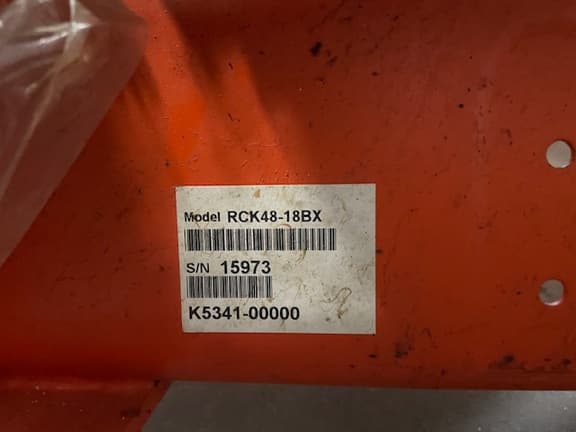 Model RCK48-18BX
S/N 15973
K5341-00000